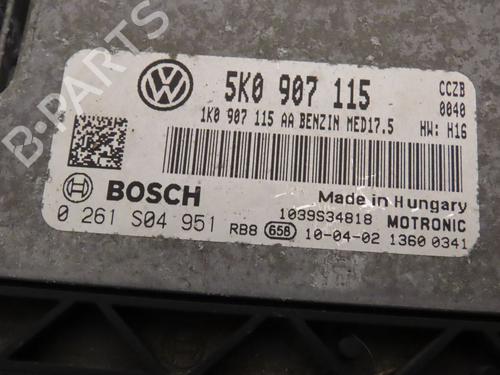 5K0 907 115
CCZB
0040
1K0 907 115 AA BENZIN MED17.5
HW: H16
BOSCH
Made in Hungary
0 261 S04 951
1039S34818 MOTRONIC
RB8 658 10-04-02 1360 0341
B-PARTS